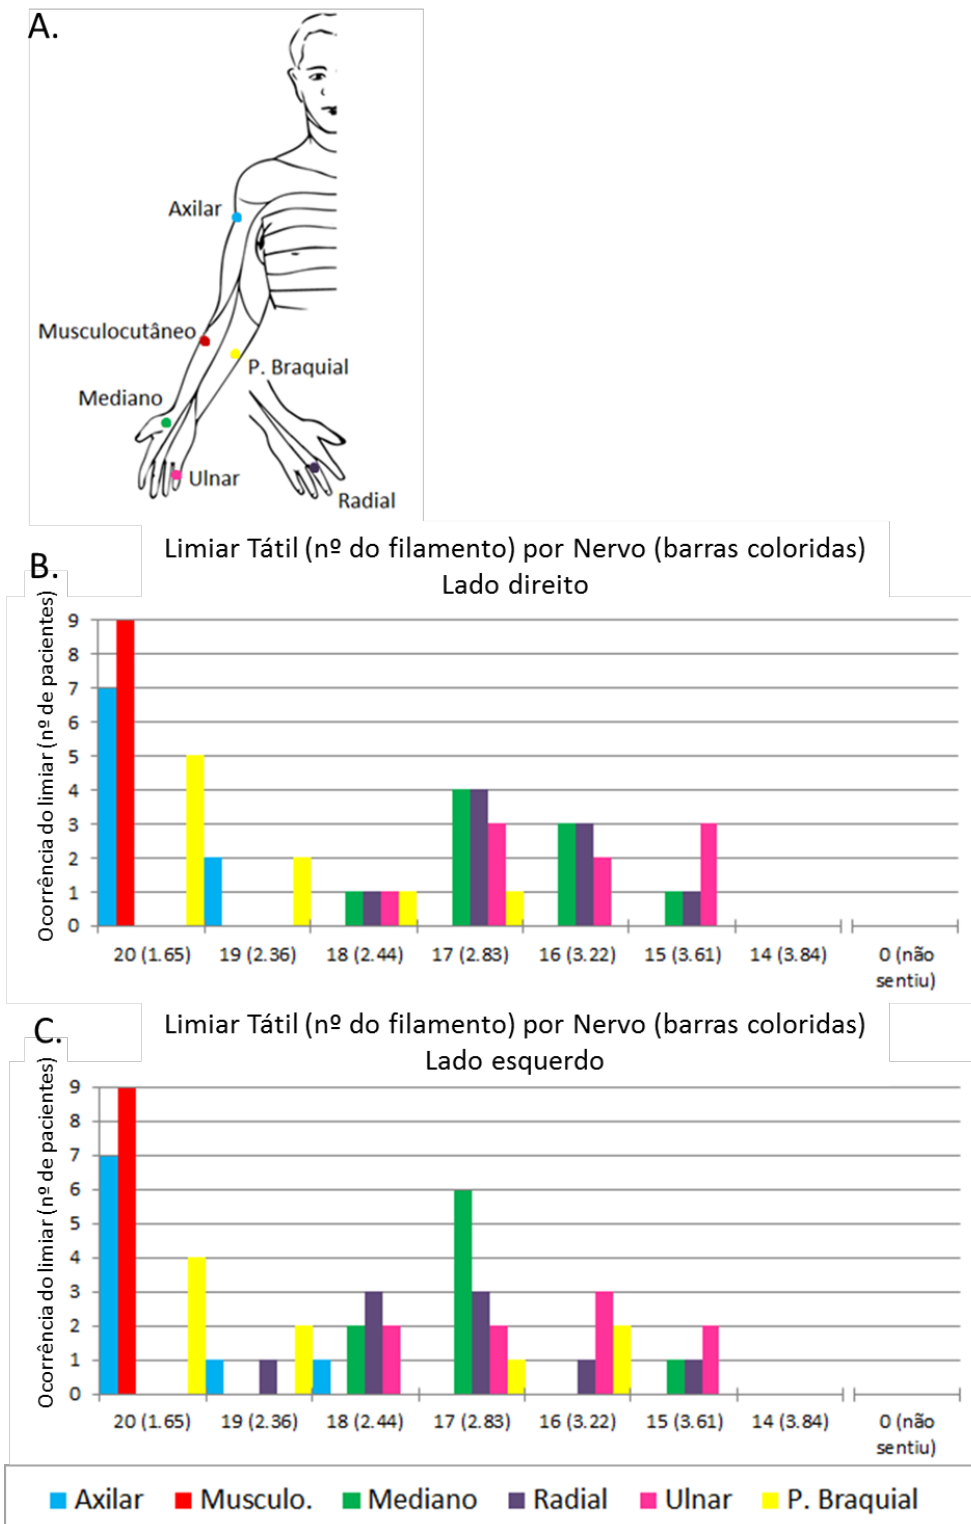 A.
Axilar
Musculocutâneo
P. Braquial
Mediano
Ulnar
Radial
B.
Limiar Tátil (nº do filamento) por Nervo (barras coloridas)
Lado direito
Ocorrência do limiar (nº de pacientes)
9
8
7
6
5
4
3
2
1
0
20 (1.65) 19 (2.36) 18 (2.44) 17 (2.83) 16 (3.22) 15 (3.61) 14 (3.84) 0 (não
sentiu)
C.
Limiar Tátil (nº do filamento) por Nervo (barras coloridas)
Lado esquerdo
Ocorrência do limiar (nº de pacientes)
9
8
7
6
5
4
3
2
1
0
20 (1.65) 19 (2.36) 18 (2.44) 17 (2.83) 16 (3.22) 15 (3.61) 14 (3.84) 0 (não
sentiu)
Axilar Musculo. Mediano Radial Ulnar P. Braquial